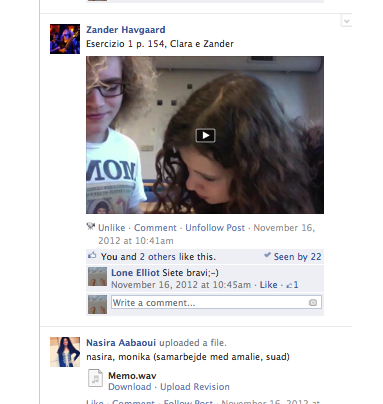 Zander Havgaard
Esercizio 1 p. 154, Clara e Zander
MOM
Unlike · Comment · Unfollow Post · November 16,
2012 at 10:41am
You and 2 others like this.
Seen by 22
Lone Elliot Siete bravi;-)
November 16, 2012 at 10:45am · Like · 1
Write a comment...
Nasira Aabaoui uploaded a file.
nasira, monika (samarbejde med amalie, suad)
Memo.wav
Download · Upload Revision
Like · Comment · Follow Post · November 16, 2012 at